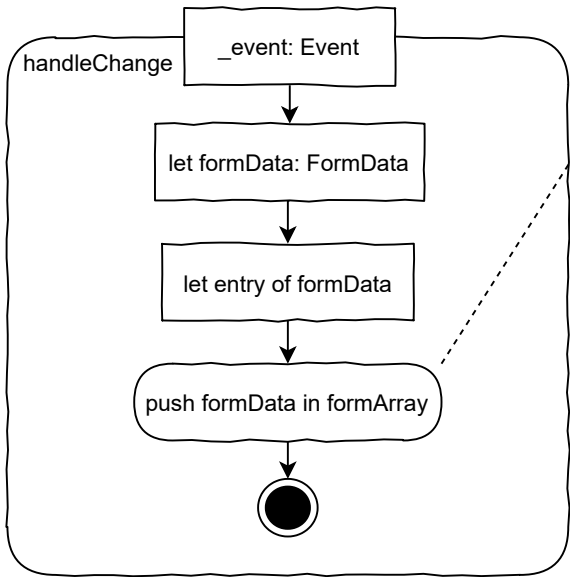 _event: Event
handleChange
let formData: FormData
let entry of formData
push formData in formArray